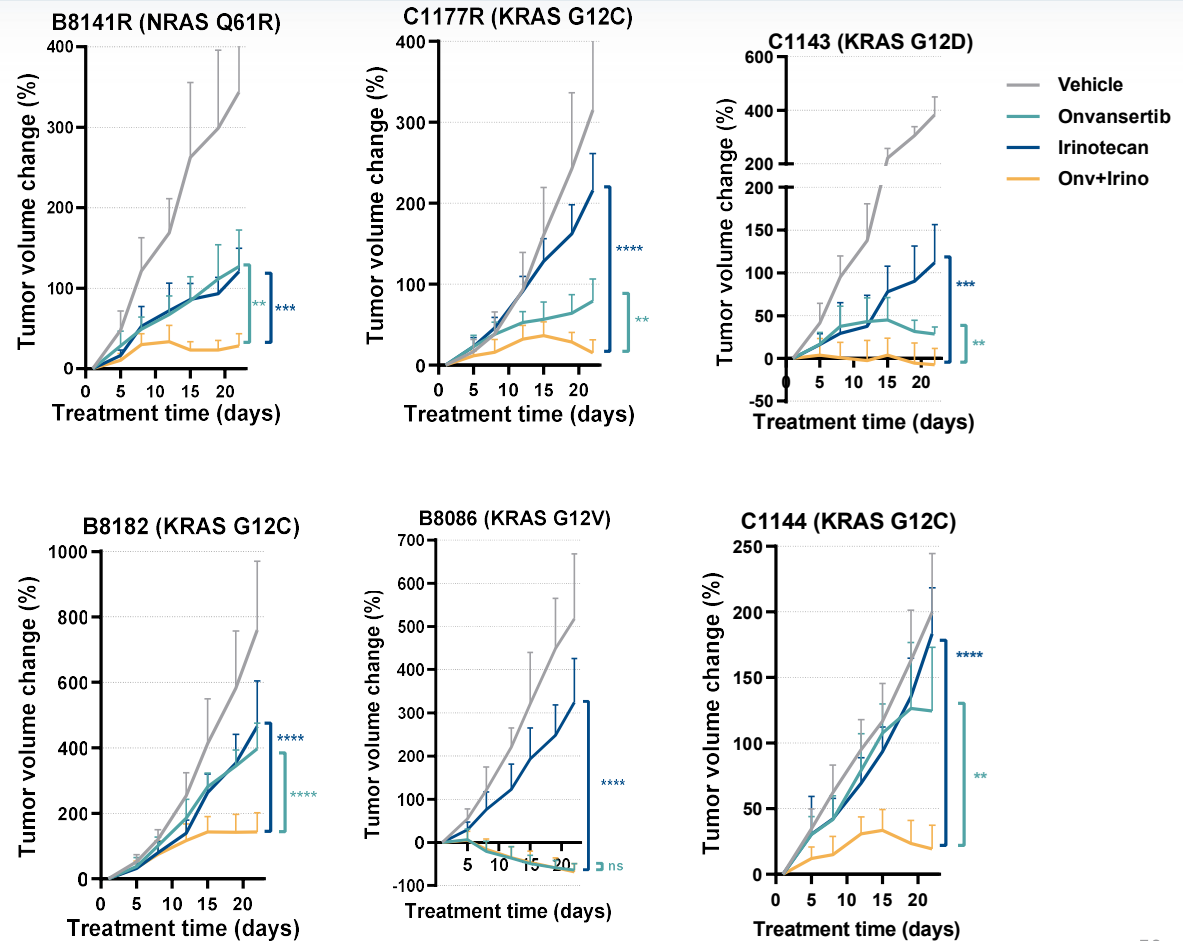 B8141R (NRAS Q61R)
Tumor volume change (%)
400
300
200
100
0
0 5 10 15 20
Treatment time (days)
**
***
C1177R (KRAS G12C)
Tumor volume change (%)
400
300
200
100
0
0 5 10 15 20
Treatment time (days)
****
**
C1143 (KRAS G12D)
Tumor volume change (%)
600
400
200
200
150
100
50
0
-50
0 5 10 15 20
Treatment time (days)
***
**
Vehicle
Onvansertib
Irinotecan
Onv+Irino
B8182 (KRAS G12C)
Tumor volume change (%)
1000
800
600
400
200
0
0 5 10 15 20
Treatment time (days)
****
****
B8086 (KRAS G12V)
Tumor volume change (%)
700
600
500
400
300
200
100
0
-100
5 10 15 20
Treatment time (days)
****
ns
C1144 (KRAS G12C)
Tumor volume change (%)
250
200
150
100
50
0
0 5 10 15 20
Treatment time (days)
****
**